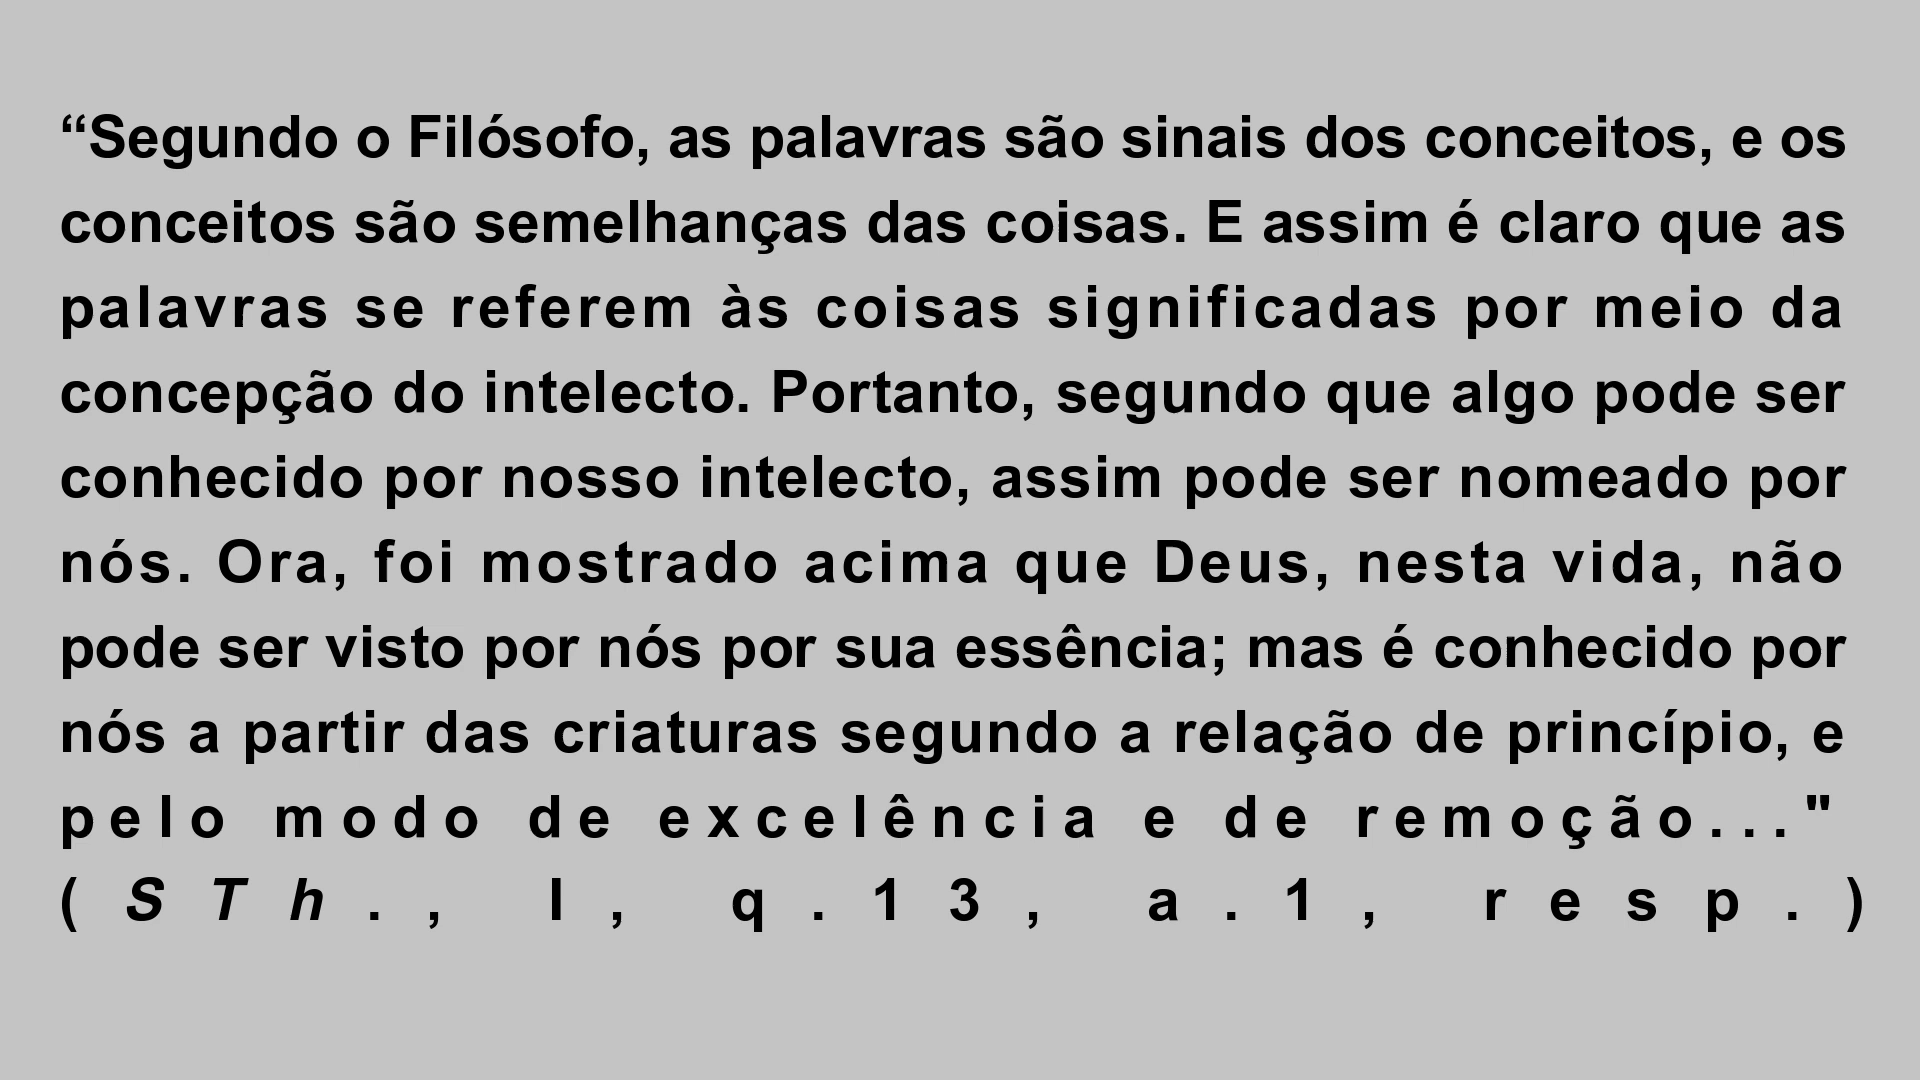 “Segundo o Filósofo, as palavras são sinais dos conceitos, e os
conceitos são semelhanças das coisas. E assim é claro que as
palavras se referem às coisas significadas por meio da
concepção do intelecto. Portanto, segundo que algo pode ser
conhecido por nosso intelecto, assim pode ser nomeado por
nós. Ora, foi mostrado acima que Deus, nesta vida, não
pode ser visto por nós por sua essência; mas é conhecido por
nós a partir das criaturas segundo a relação de princípio, e
pelo modo de excelência e de remoção..."
(STh., I, q.13, a.1, resp.)